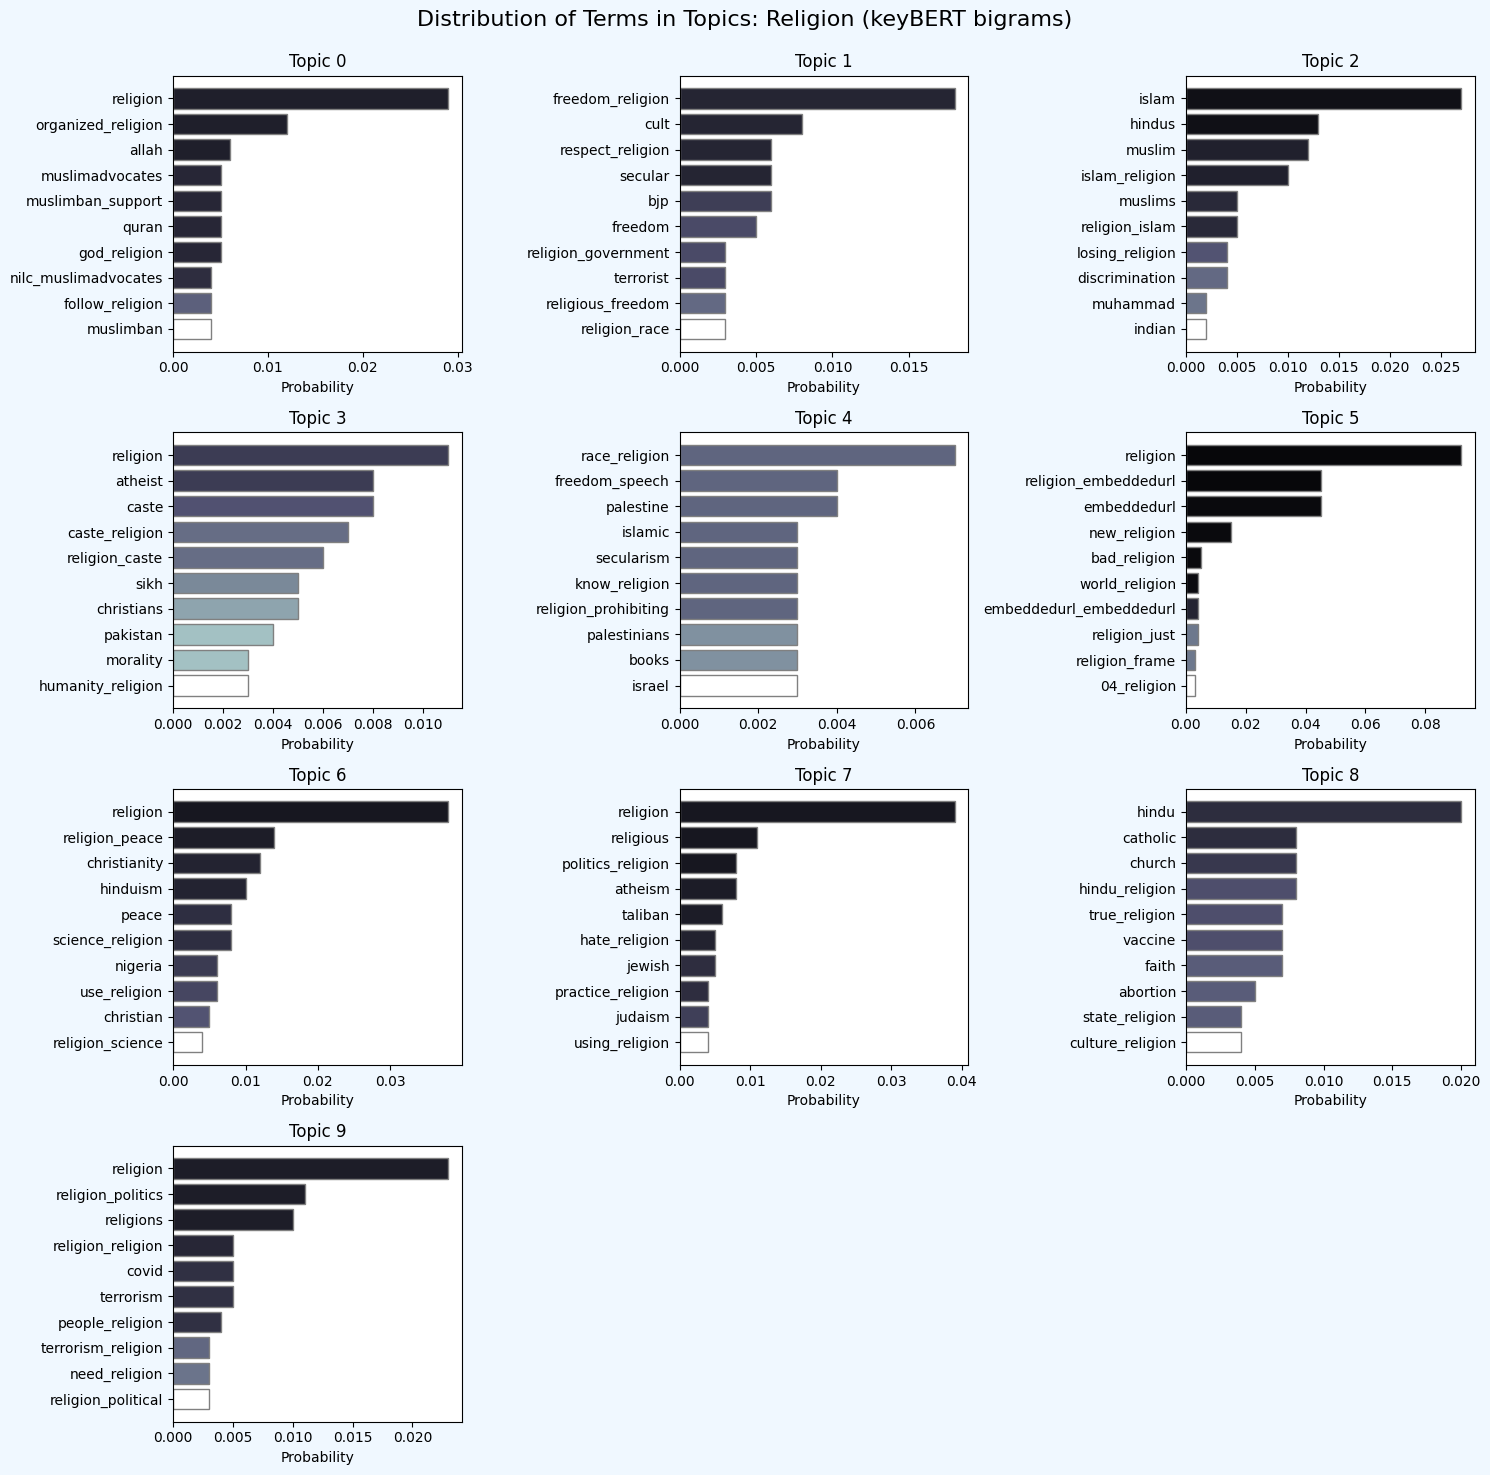 Distribution of Terms in Topics: Religion (keyBERT bigrams)
Topic 0
religion
organized_religion
allah
muslimadvocates
muslimban_support
quran
god_religion
nilc_muslimadvocates
follow_religion
muslimban
0.00 0.01 0.02 0.03
Probability
Topic 1
freedom_religion
cult
respect_religion
secular
bjp
freedom
religion_government
terrorist
religious_freedom
religion_race
0.000 0.005 0.010 0.015
Probability
Topic 2
islam
hindus
muslim
islam_religion
muslims
religion_islam
losing_religion
discrimination
muhammad
indian
0.000 0.005 0.010 0.015 0.020 0.025
Probability
Topic 3
religion
atheist
caste
caste_religion
religion_caste
sikh
christians
pakistan
morality
humanity_religion
0.000 0.002 0.004 0.006 0.008 0.010
Probability
Topic 4
race_religion
freedom_speech
palestine
islamic
secularism
know_religion
religion_prohibiting
palestinians
books
israel
0.000 0.002 0.004 0.006
Probability
Topic 5
religion
religion_embeddedurl
embeddedurl
new_religion
bad_religion
world_religion
embeddedurl_embeddedurl
religion_just
religion_frame
04_religion
0.00 0.02 0.04 0.06 0.08
Probability
Topic 6
religion
religion_peace
christianity
hinduism
peace
science_religion
nigeria
use_religion
christian
religion_science
0.00 0.01 0.02 0.03
Probability
Topic 7
religion
religious
politics_religion
atheism
taliban
hate_religion
jewish
practice_religion
judaism
using_religion
0.00 0.01 0.02 0.03 0.04
Probability
Topic 8
hindu
catholic
church
hindu_religion
true_religion
vaccine
faith
abortion
state_religion
culture_religion
0.000 0.005 0.010 0.015 0.020
Probability
Topic 9
religion
religion_politics
religions
religion_religion
covid
terrorism
people_religion
terrorism_religion
need_religion
religion_political
0.000 0.005 0.010 0.015 0.020
Probability